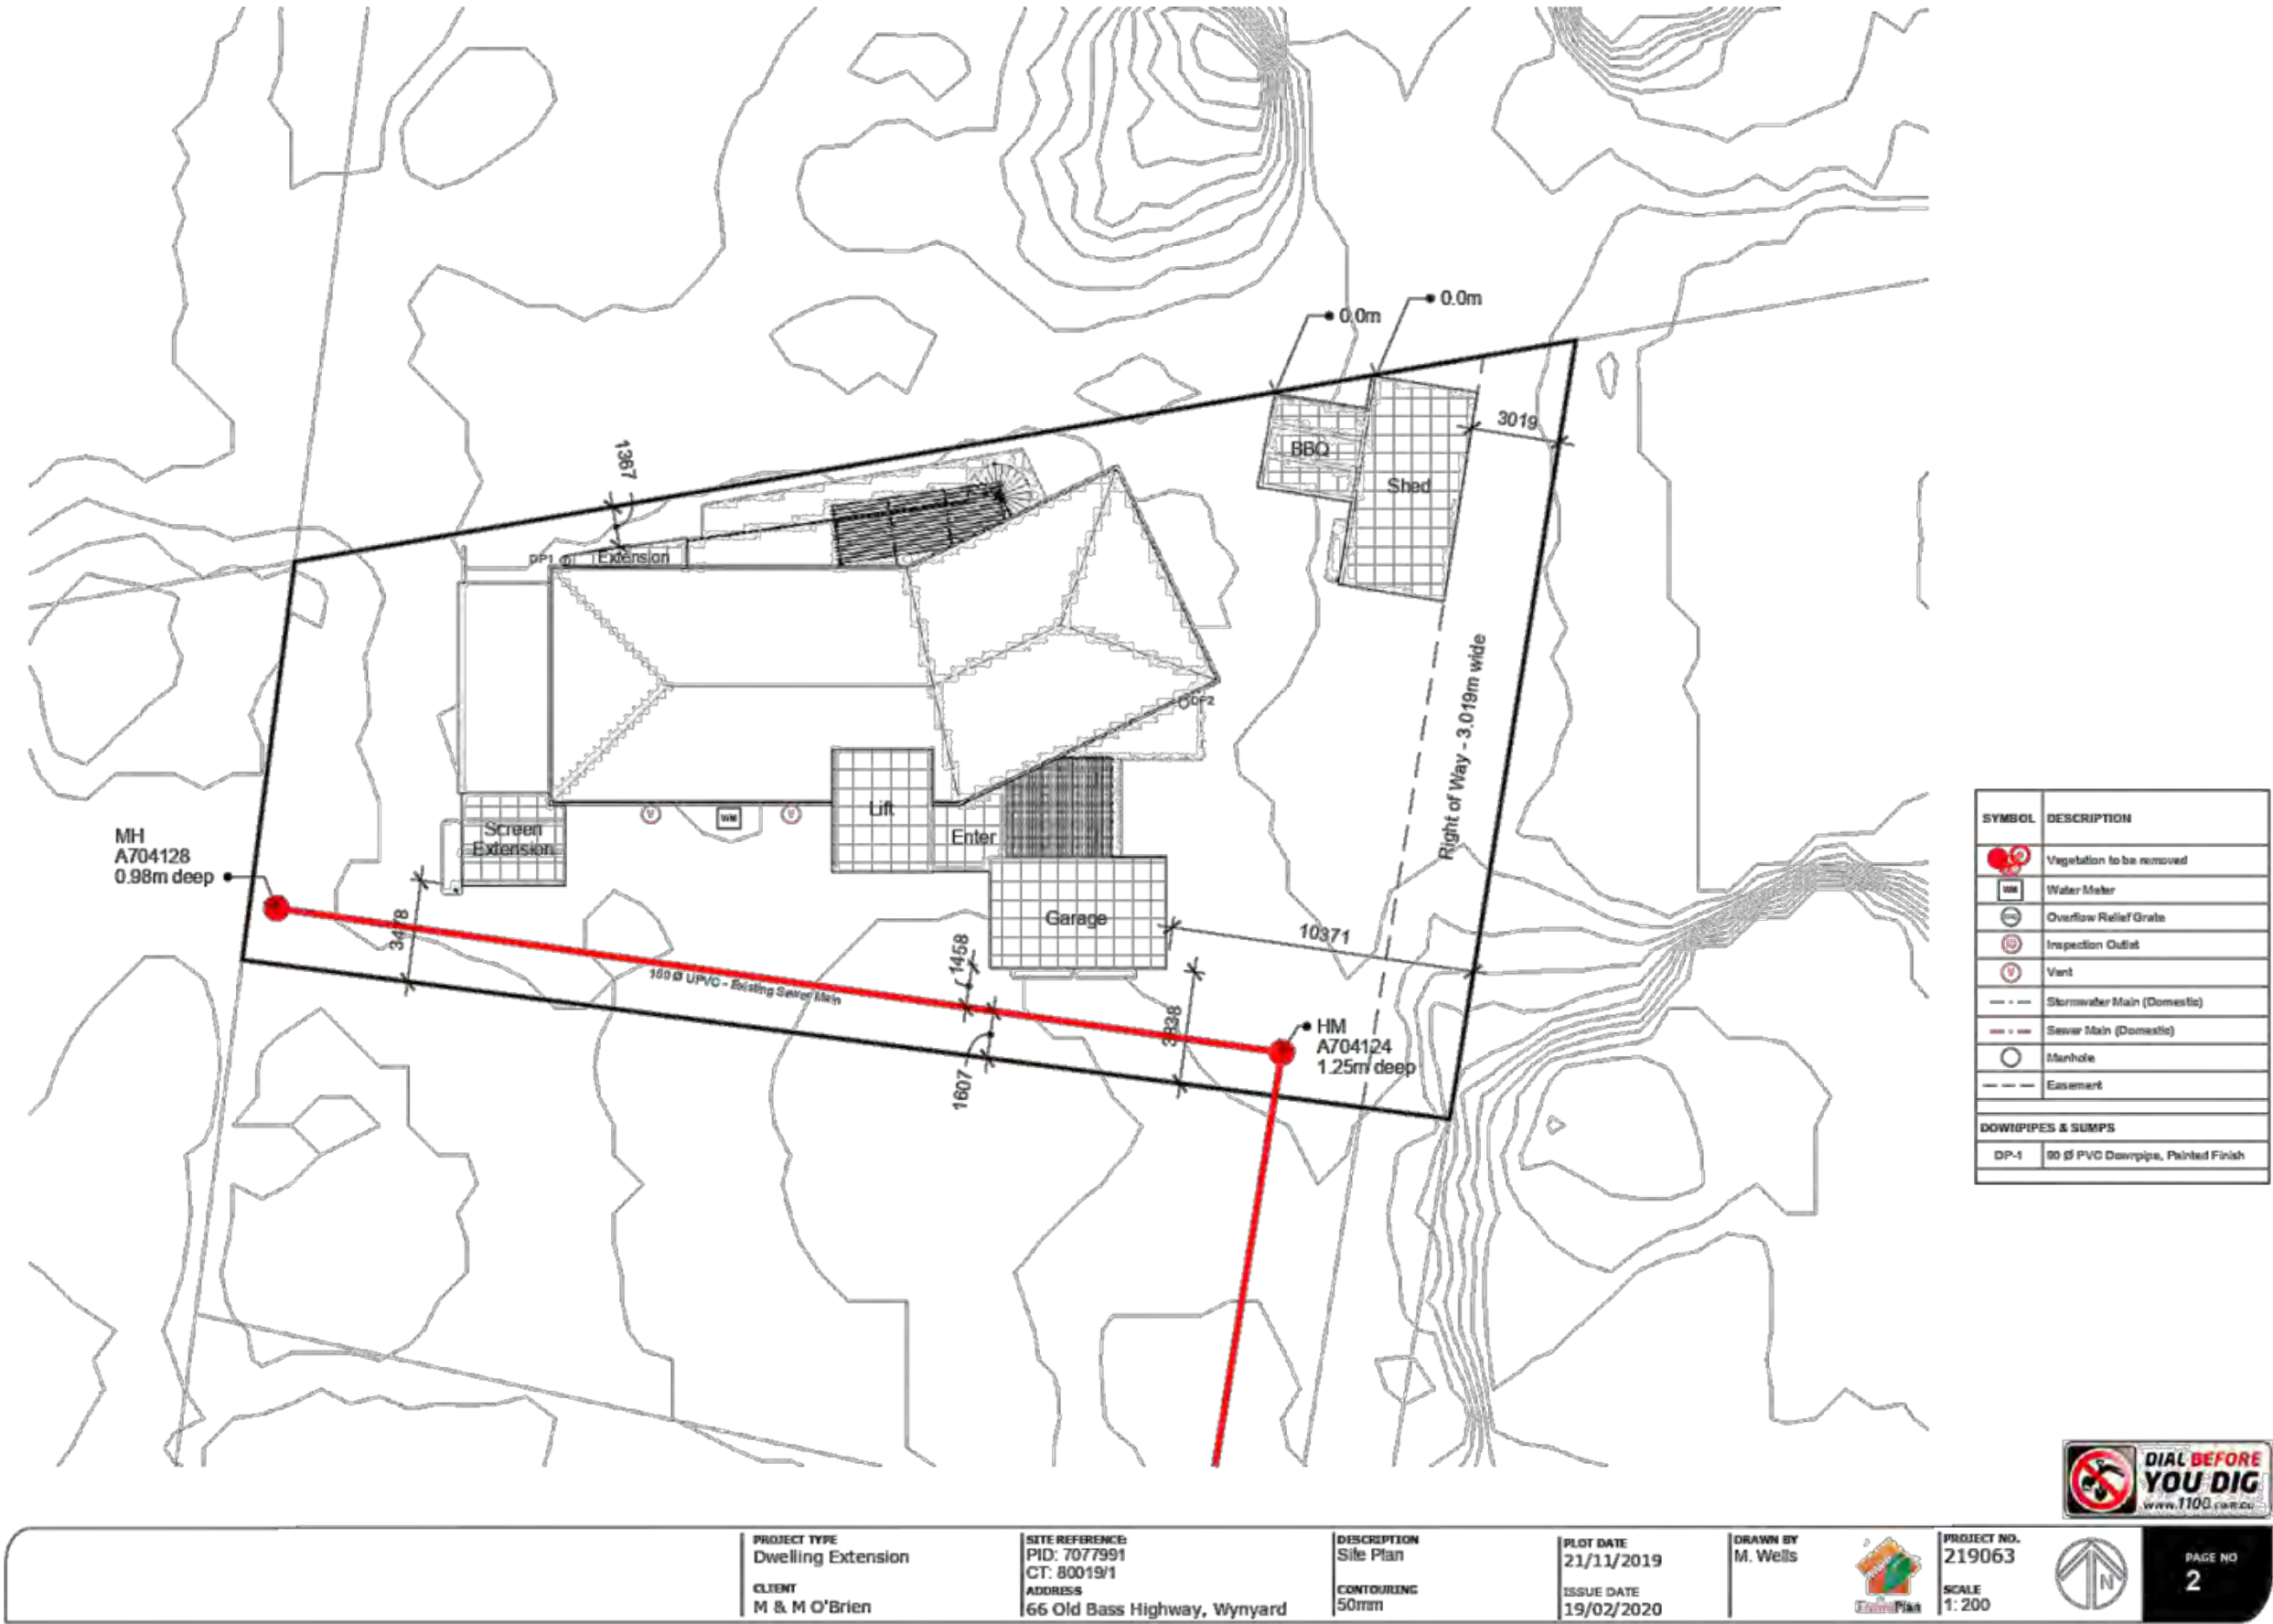 0.0m
0.0m
1367
3019
BBQ
Shed
DP1
Extension
Right of Way - 3.019m wide
DP2
Lift
Enter
Screen
Extension
WM
V
V
MH
A704128
0.98m deep
Garage
10371
3478
1458
150 Ø UPVC - Existing Sewer Main
3838
1607
HM
A704124
1.25m deep
SYMBOL DESCRIPTION
Vegetation to be removed
WM Water Meter
Overflow Relief Grate
IO Inspection Outlet
V Vent
Stormwater Main (Domestic)
Sewer Main (Domestic)
Manhole
Easement
DOWNPIPES & SUMPS
DP-1 90 Ø PVC Downpipe, Painted Finish
DIAL BEFORE
YOU DIG
www.1100.com.au
PROJECT TYPE
Dwelling Extension
CLIENT
M & M O'Brien
SITE REFERENCE:
PID: 7077991
CT: 80019/1
ADDRESS
66 Old Bass Highway, Wynyard
DESCRIPTION
Site Plan
CONTOURING
50mm
PLOT DATE
21/11/2019
ISSUE DATE
19/02/2020
DRAWN BY
M. Wells
Plan
PROJECT NO.
219063
SCALE
1: 200
N
PAGE NO
2